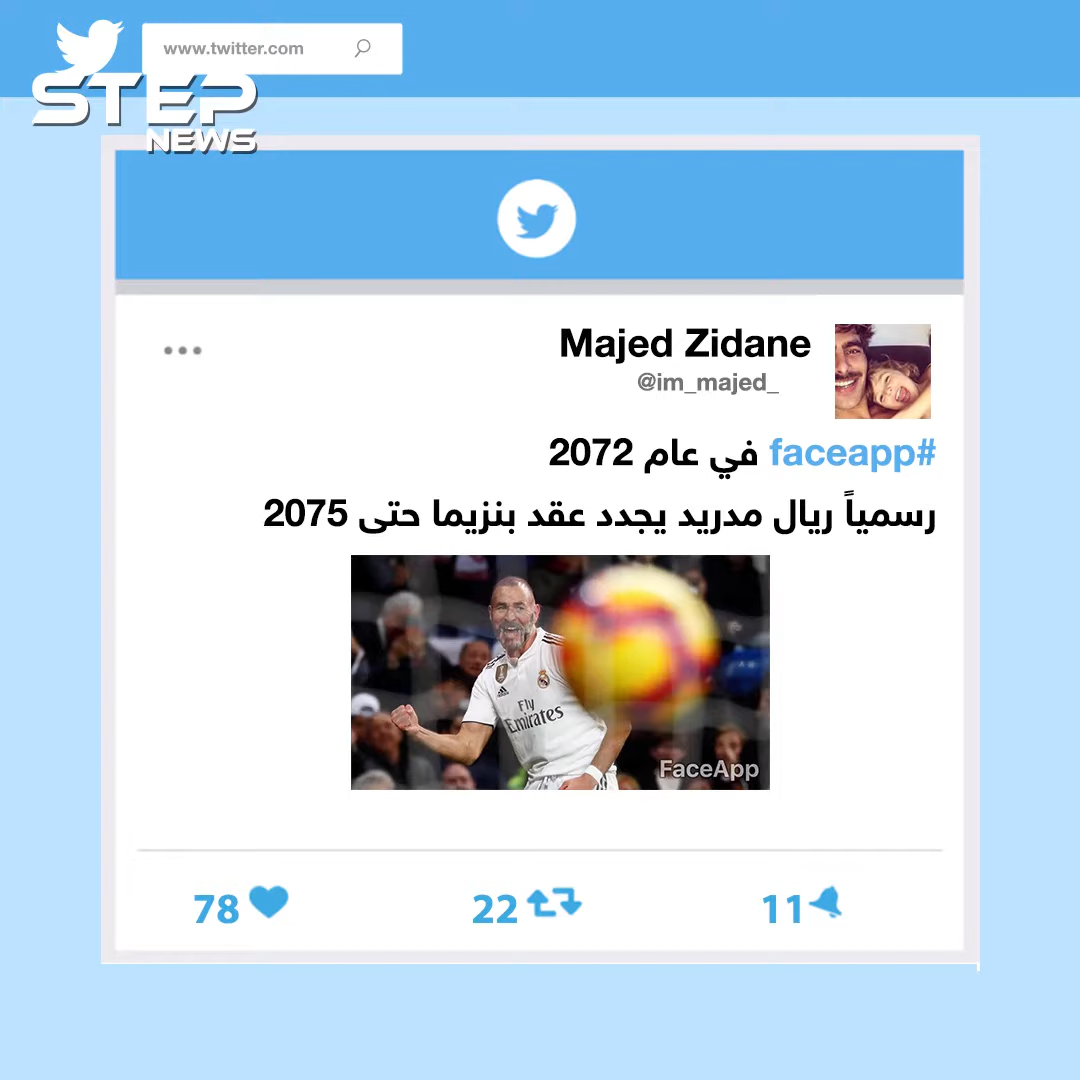 www.twitter.com
STEP
NEWS
Majed Zidane
@im_majed_
#faceapp في عام 2072
رسمياً ريال مدريد يجدد عقد بنزيما حتى 2075
Fly
Emirates
FaceApp
78
22
11